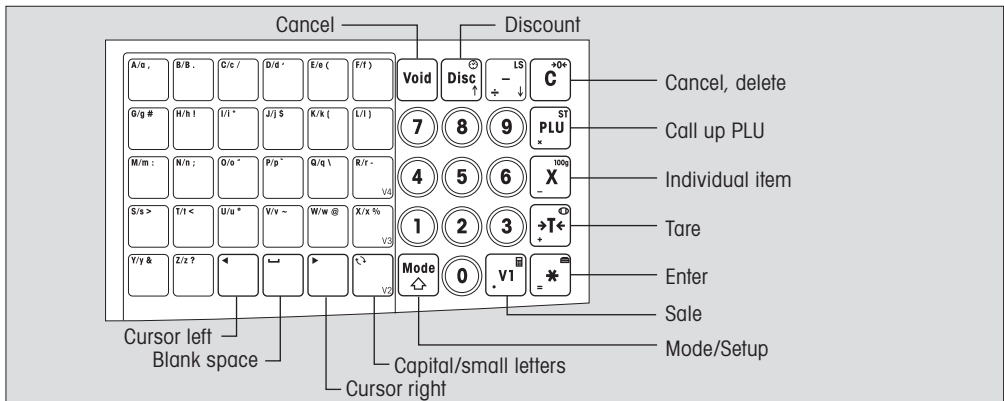 Cancel Discount
A/a , B/B . C/c / D/d ‘ E/e ( F/f ) Void Disc ↑ LS − ÷ ↓ →0← C
Cancel, delete
G/g # H/h ! I/i " J/j $ K/k ( L/l ) 7 8 9 ST PLU ×
Call up PLU
M/m : N/n ; O/o ˝ P/p ˜ Q/q \ R/r - V4 4 5 6 100g X −
Individual item
S/s > T/t < U/u ° V/v ~ W/w @ X/x % V3 1 2 3 →T← +
Tare
Y/y & Z/z ? V2 Mode 0 . V1 = *
Enter
Sale
Cursor left
Mode/Setup
Blank space
Capital/small letters
Cursor right